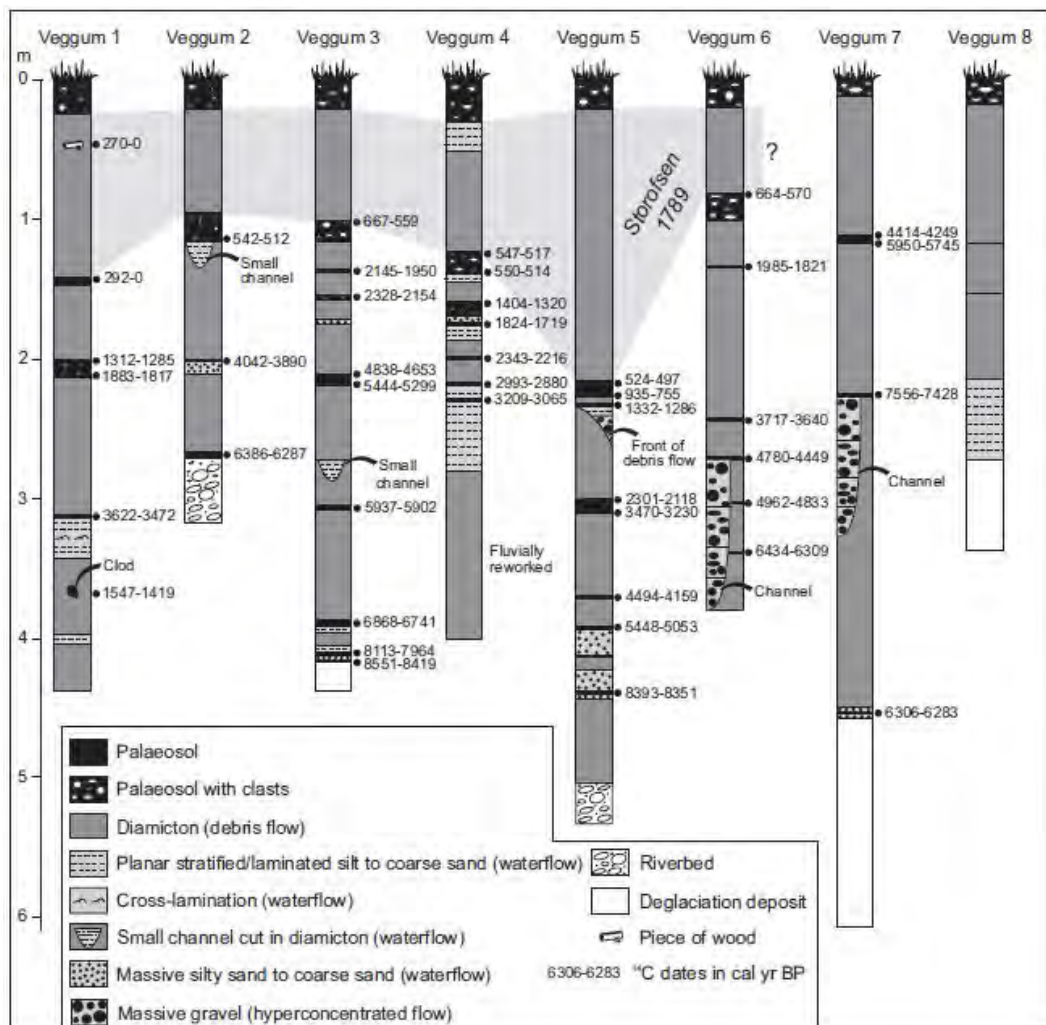 Veggum 1 Veggum 2 Veggum 3 Veggum 4 Veggum 5 Veggum 6 Veggum 7 Veggum 8
m
0
1
2
3
4
5
6
270-0
292-0
1312-1285
1883-1817
3622-3472
Clod
1547-1419
542-512
Small
channel
4042-3890
6386-6287
667-559
2145-1950
2328-2154
4838-4653
5444-5299
Small
channel
5937-5902
6868-6741
8113-7964
8551-8419
547-517
550-514
1404-1320
1824-1719
2343-2216
2993-2880
3209-3065
Fluvially
reworked
Storofsen
1789
524-497
935-755
1332-1286
Front of
debris flow
2301-2118
3470-3230
4494-4159
5448-5053
8393-8351
?
664-570
1985-1821
3717-3640
4780-4449
4962-4833
6434-6309
Channel
4414-4249
5950-5745
7556-7428
Channel
6306-6283
Palaeosol
Palaeosol with clasts
Diamicton (debris flow)
Planar stratified/laminated silt to coarse sand (waterflow)
Cross-lamination (waterflow)
Small channel cut in diamicton (waterflow)
Massive silty sand to coarse sand (waterflow)
Massive gravel (hyperconcentrated flow)
Riverbed
Deglaciation deposit
Piece of wood
6306-6283 ¹⁴C dates in cal yr BP